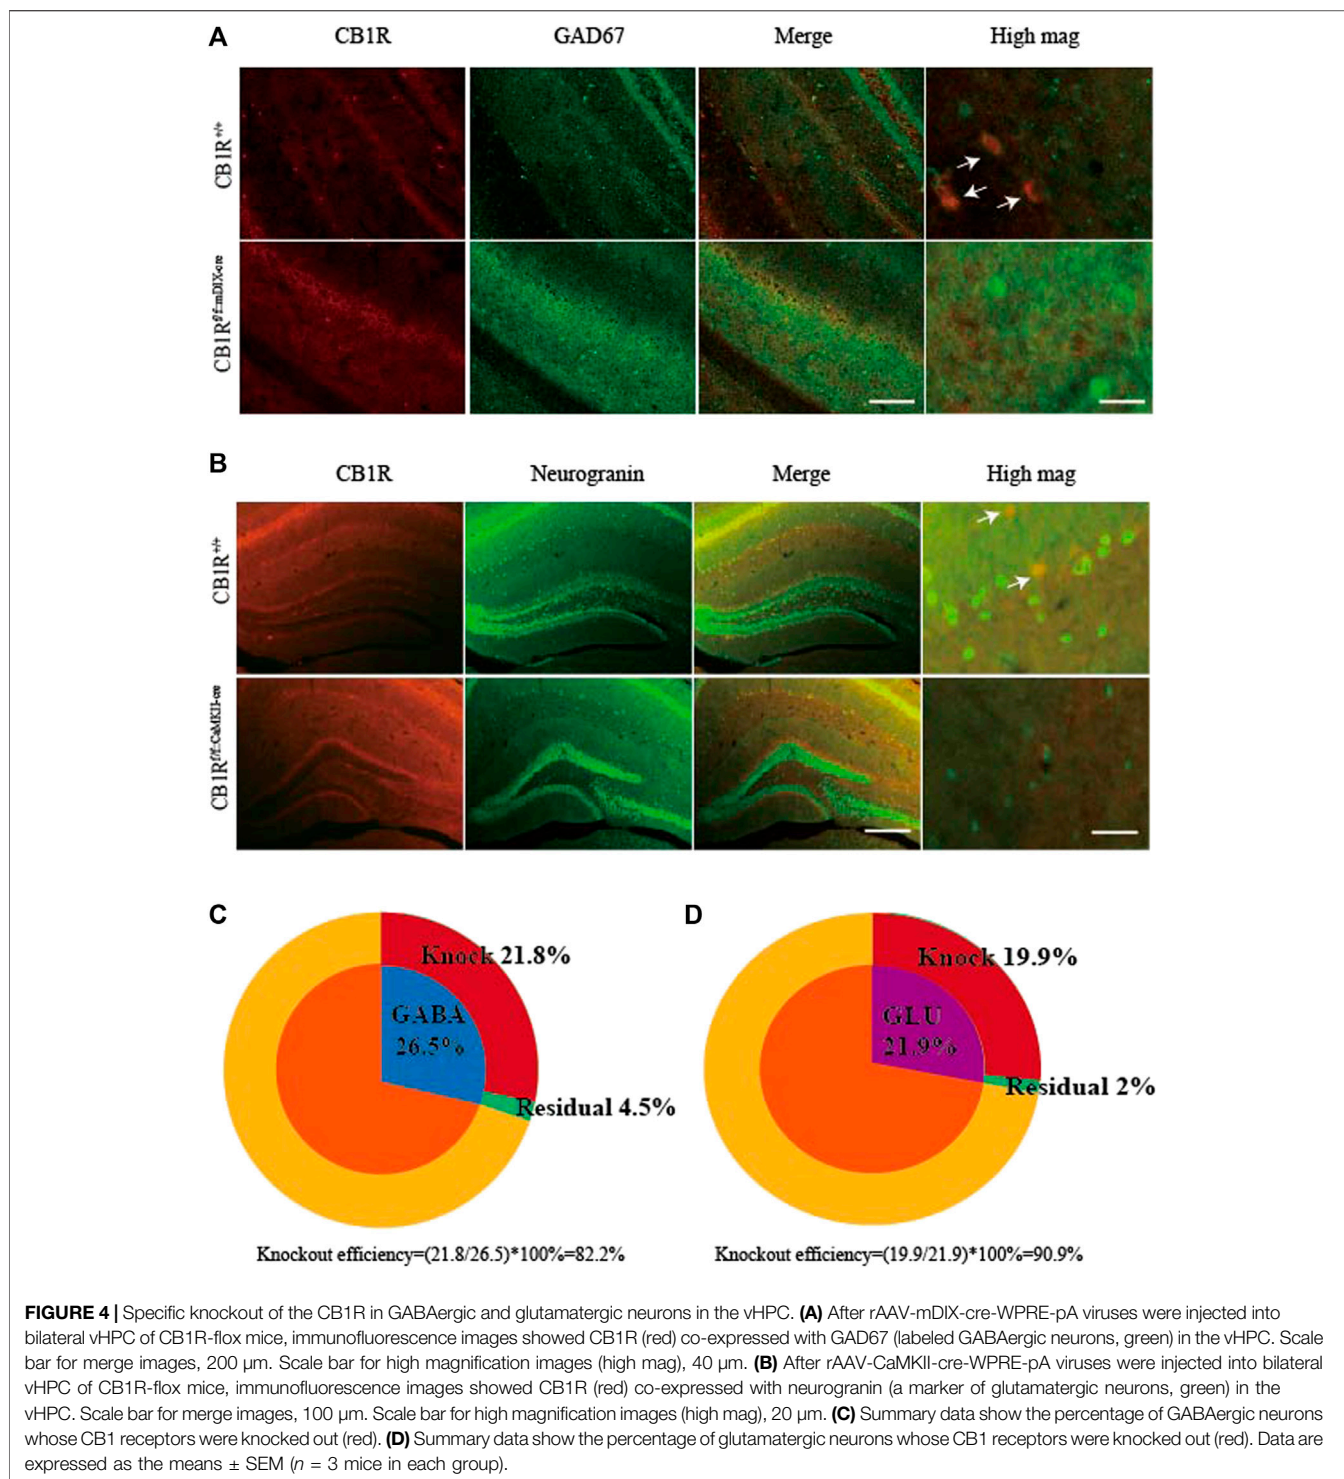 A
CB1R GAD67 Merge High mag
CB1R+/+
CB1Rf/f:mDIX-cre
B
CB1R Neurogranin Merge High mag
CB1R+/+
CB1Rf/f:CaMKII-cre
C
Knock 21.8%
GABA
26.5%
Residual 4.5%
Knockout efficiency=(21.8/26.5)*100%=82.2%
D
Knock 19.9%
GLU
21.9%
Residual 2%
Knockout efficiency=(19.9/21.9)*100%=90.9%
FIGURE 4 | Specific knockout of the CB1R in GABAergic and glutamatergic neurons in the vHPC. (A) After rAAV-mDIX-cre-WPRE-pA viruses were injected into
bilateral vHPC of CB1R-flox mice, immunofluorescence images showed CB1R (red) co-expressed with GAD67 (labeled GABAergic neurons, green) in the vHPC. Scale
bar for merge images, 200 µm. Scale bar for high magnification images (high mag), 40 µm. (B) After rAAV-CaMKII-cre-WPRE-pA viruses were injected into bilateral
vHPC of CB1R-flox mice, immunofluorescence images showed CB1R (red) co-expressed with neurogranin (a marker of glutamatergic neurons, green) in the
vHPC. Scale bar for merge images, 100 µm. Scale bar for high magnification images (high mag), 20 µm. (C) Summary data show the percentage of GABAergic neurons
whose CB1 receptors were knocked out (red). (D) Summary data show the percentage of glutamatergic neurons whose CB1 receptors were knocked out (red). Data are
expressed as the means ± SEM (n = 3 mice in each group).